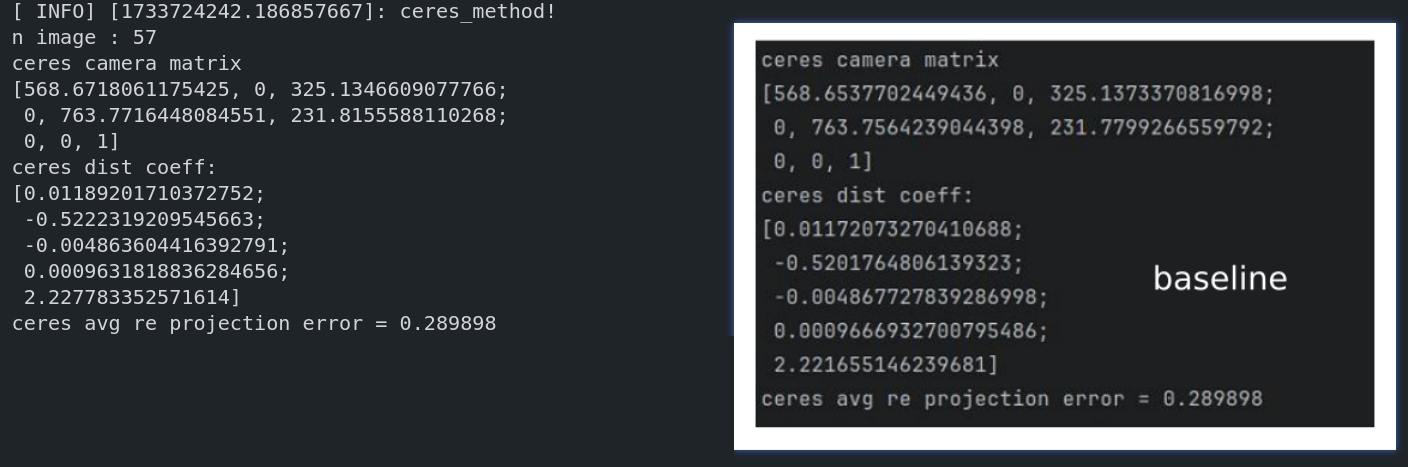 [ INFO] [1733724242.186857667]: ceres_method!
n image : 57
ceres camera matrix
[568.6718061175425, 0, 325.1346609077766;
 0, 763.7716448084551, 231.8155588110268;
 0, 0, 1]
ceres dist coeff:
[0.01189201710372752;
 -0.5222319209545663;
 -0.004863604416392791;
 0.0009631818836284656;
 2.227783352571614]
ceres avg re projection error = 0.289898
ceres camera matrix
[568.6537702449436, 0, 325.1373370816998;
 0, 763.7564239044398, 231.7799266559792;
 0, 0, 1]
ceres dist coeff:
[0.01172073270410688;
 -0.5201764806139323;
 -0.004867727839286998;
 0.0009666932700795486;
 2.221655146239681]
ceres avg re projection error = 0.289898
baseline